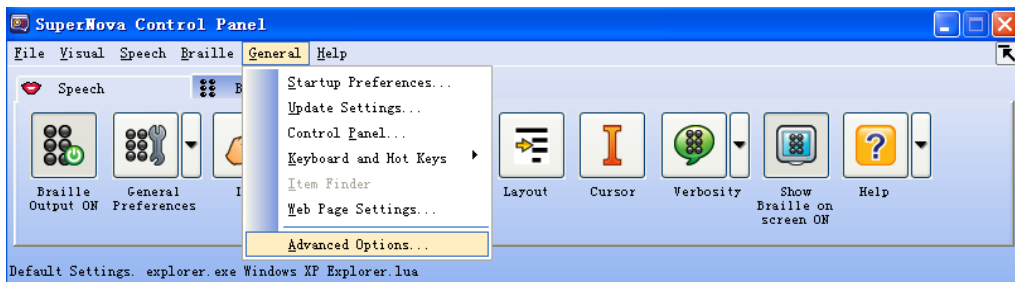 SuperNova Control Panel
File Visual Speech Braille General Help
Speech
Startup Preferences...
Update Settings...
Control Panel...
Keyboard and Hot Keys
Item Finder
Web Page Settings...
Advanced Options...
Braille
Output ON
General
Preferences
Layout
Cursor
Verbosity
Show
Braille on
screen ON
Help
Default Settings. explorer.exe Windows XP Explorer.lua